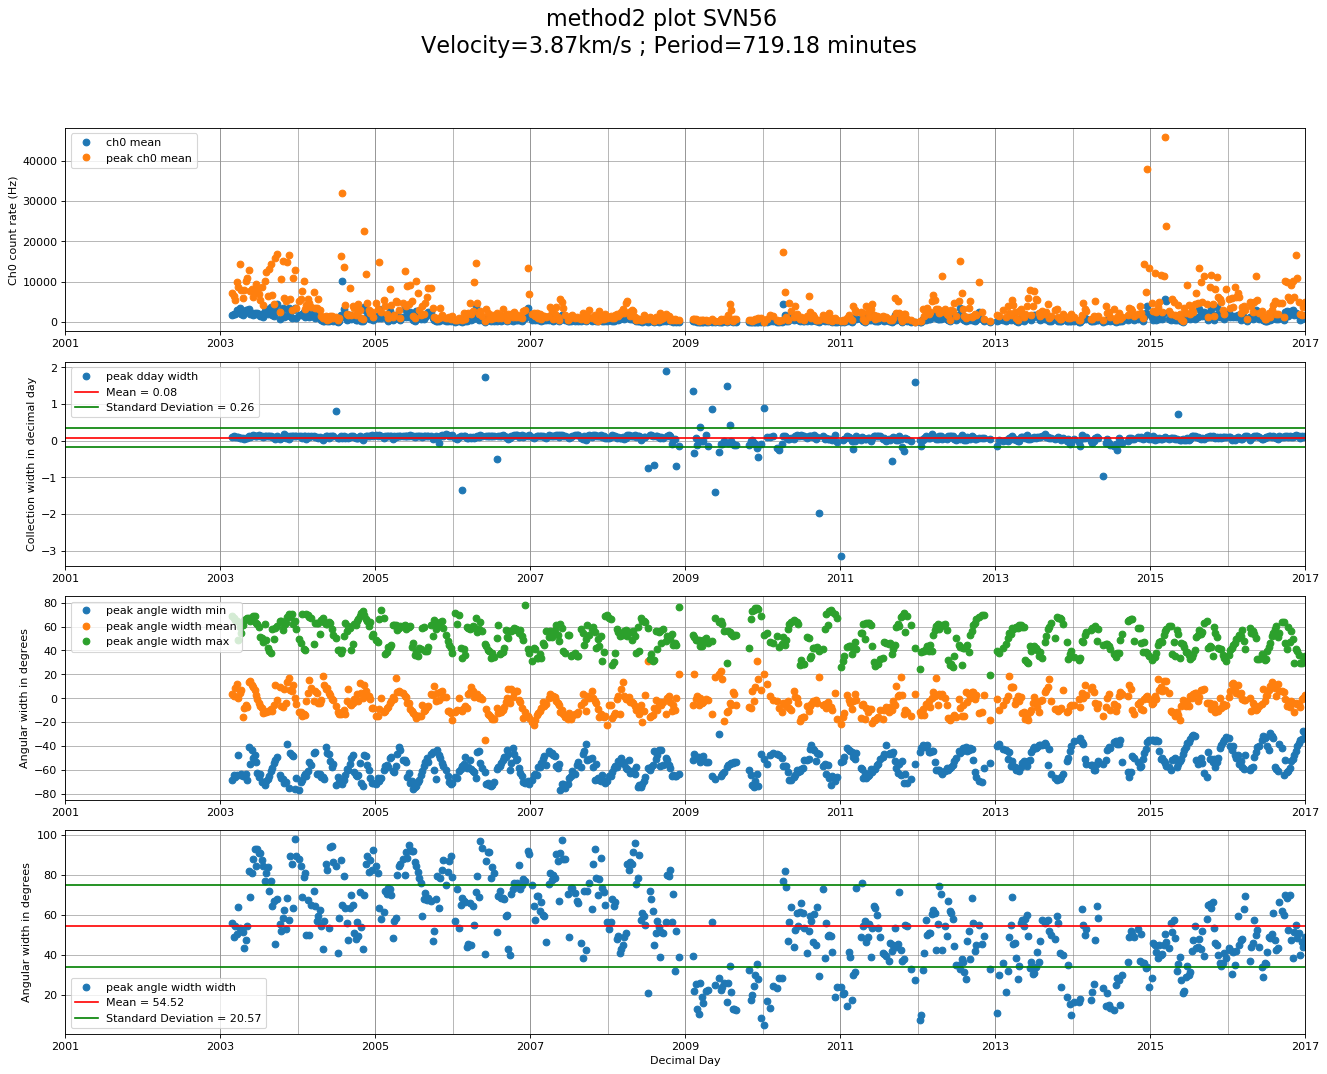 method2 plot SVN56
Velocity=3.87km/s ; Period=719.18 minutes
ch0 mean
peak ch0 mean
Ch0 count rate (Hz)
40000
30000
20000
10000
0
2001 2003 2005 2007 2009 2011 2013 2015 2017
peak dday width
Mean = 0.08
Standard Deviation = 0.26
Collection width in decimal day
2
1
0
−1
−2
−3
2001 2003 2005 2007 2009 2011 2013 2015 2017
peak angle width min
peak angle width mean
peak angle width max
Angular width in degrees
80
60
40
20
0
−20
−40
−60
−80
2001 2003 2005 2007 2009 2011 2013 2015 2017
Angular width in degrees
100
80
60
40
20
peak angle width width
Mean = 54.52
Standard Deviation = 20.57
2001 2003 2005 2007 2009 2011 2013 2015 2017
Decimal Day